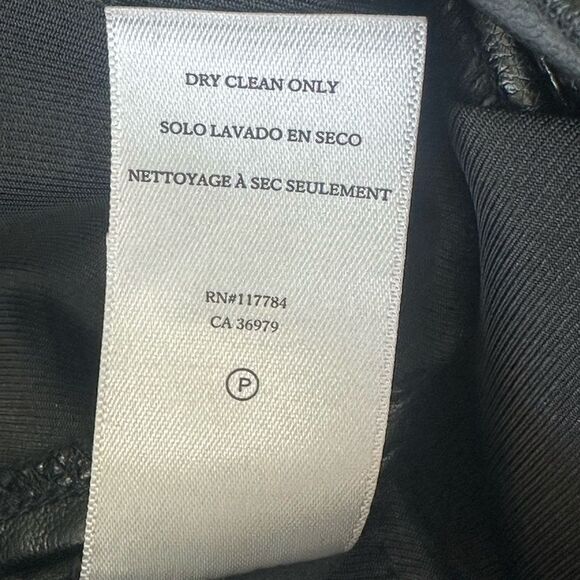 DRY CLEAN ONLY
SOLO LAVADO EN SECO
NETTOYAGE À SEC SEULEMENT
RN#117784
CA 36979
P